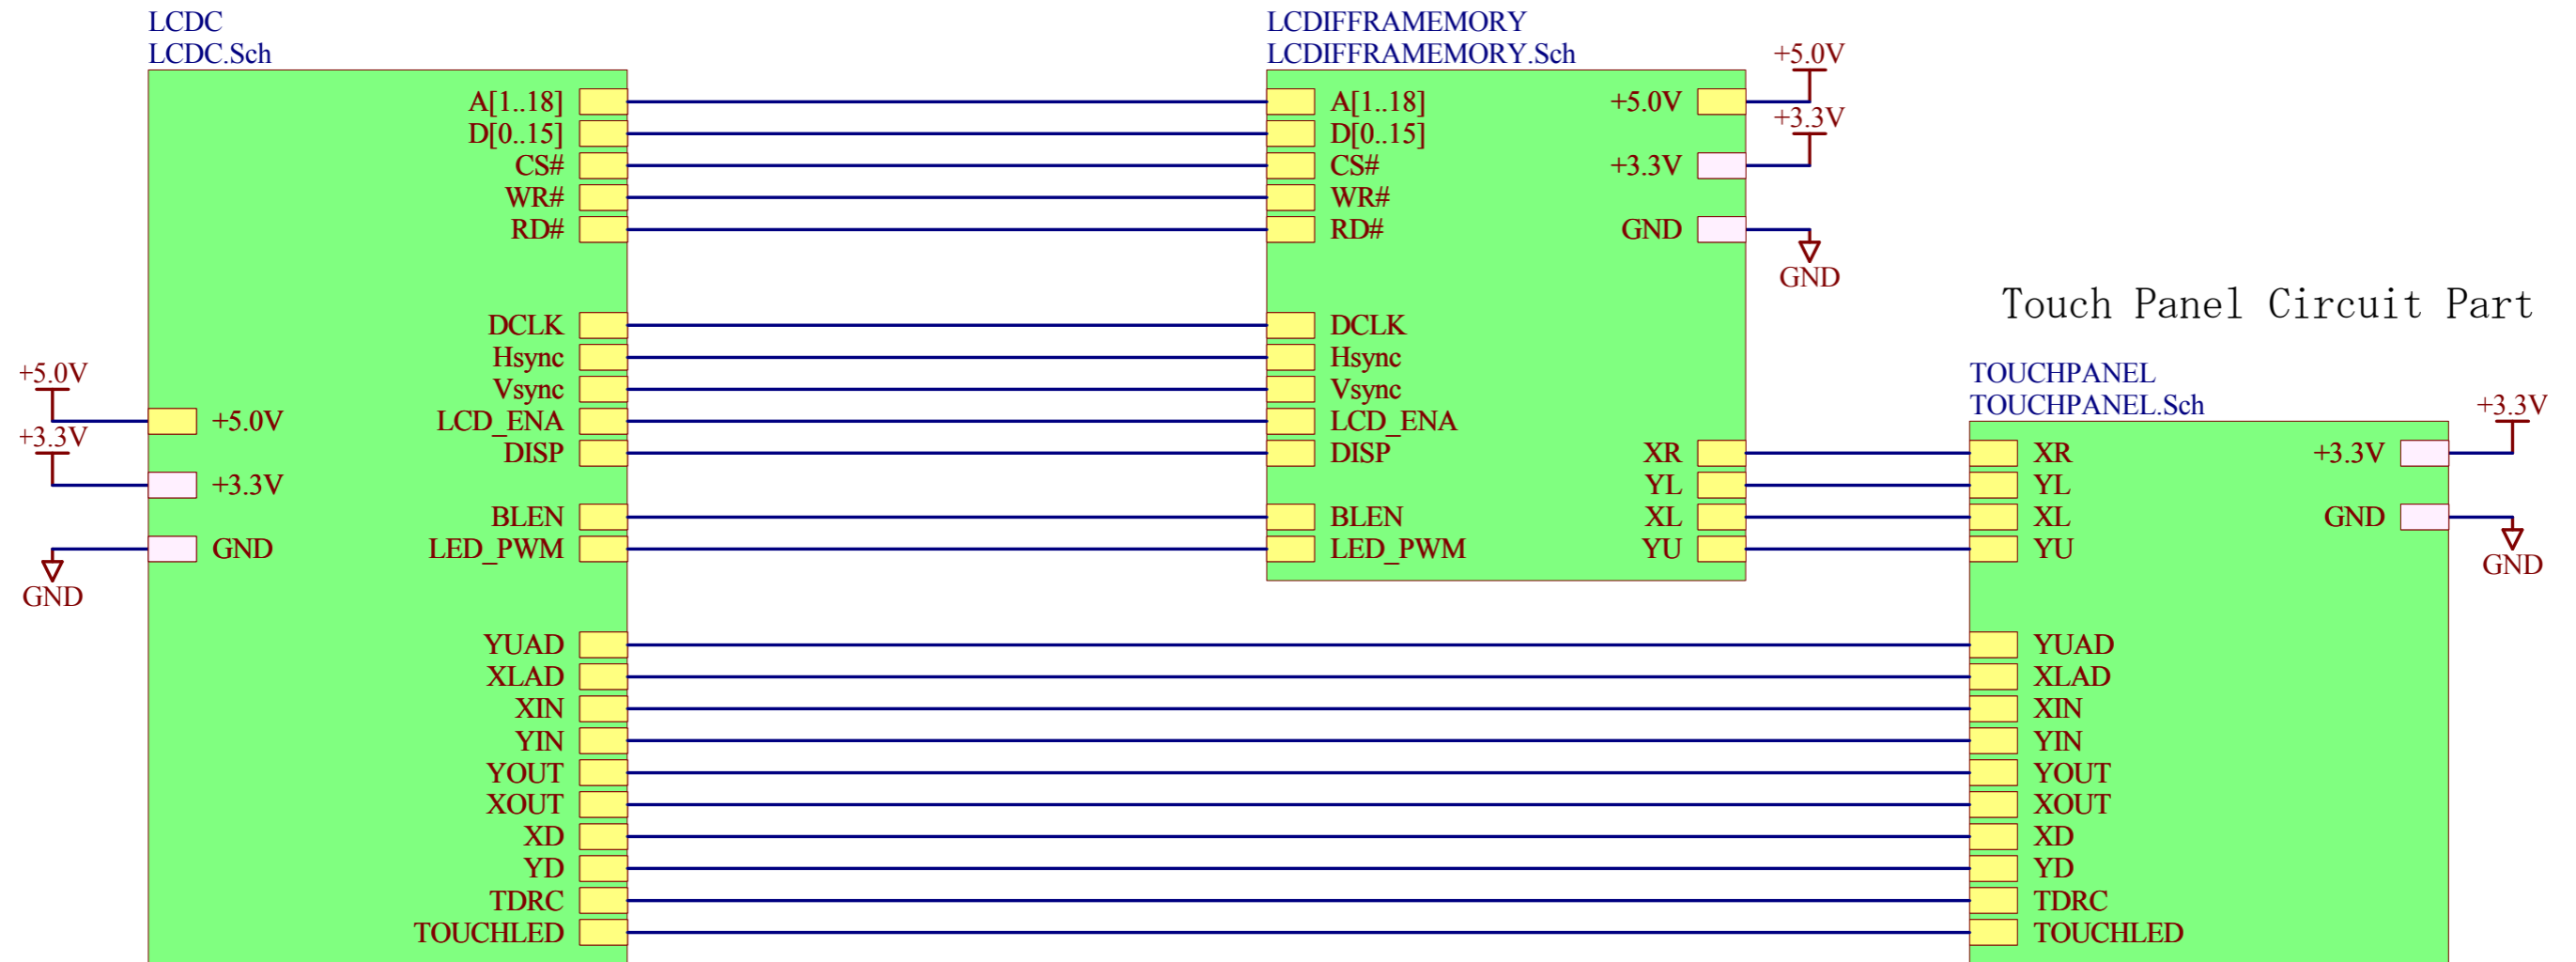 LCDC
LCDC.Sch
A[1..18]
D[0..15]
CS#
WR#
RD#
DCLK
Hsync
Vsync
LCD_ENA
DISP
BLEN
LED_PWM
YUAD
XLAD
XIN
YIN
YOUT
XOUT
XD
YD
TDRC
TOUCHLED
+5.0V
+5.0V
+3.3V
+3.3V
GND
GND
LCDIFFRAMEMORY
LCDIFFRAMEMORY.Sch
A[1..18]
D[0..15]
CS#
WR#
RD#
DCLK
Hsync
Vsync
LCD_ENA
DISP
BLEN
LED_PWM
+5.0V
+5.0V
+3.3V
+3.3V
GND
GND
XR
YL
XL
YU
Touch Panel Circuit Part
TOUCHPANEL
TOUCHPANEL.Sch
XR
YL
XL
YU
YUAD
XLAD
XIN
YIN
YOUT
XOUT
XD
YD
TDRC
TOUCHLED
+3.3V
+3.3V
GND
GND